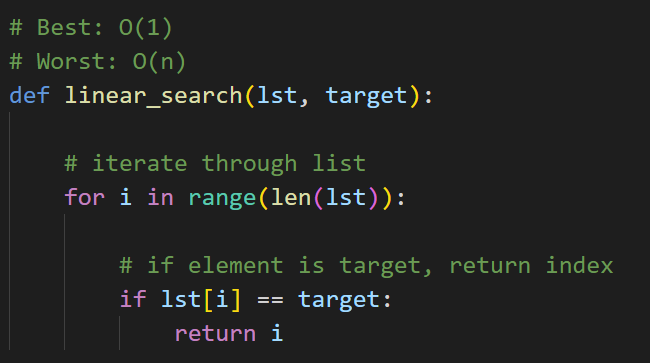 # Best: O(1)
# Worst: O(n)
def linear_search(lst, target):
    # iterate through list
    for i in range(len(lst)):
        # if element is target, return index
        if lst[i] == target:
            return i